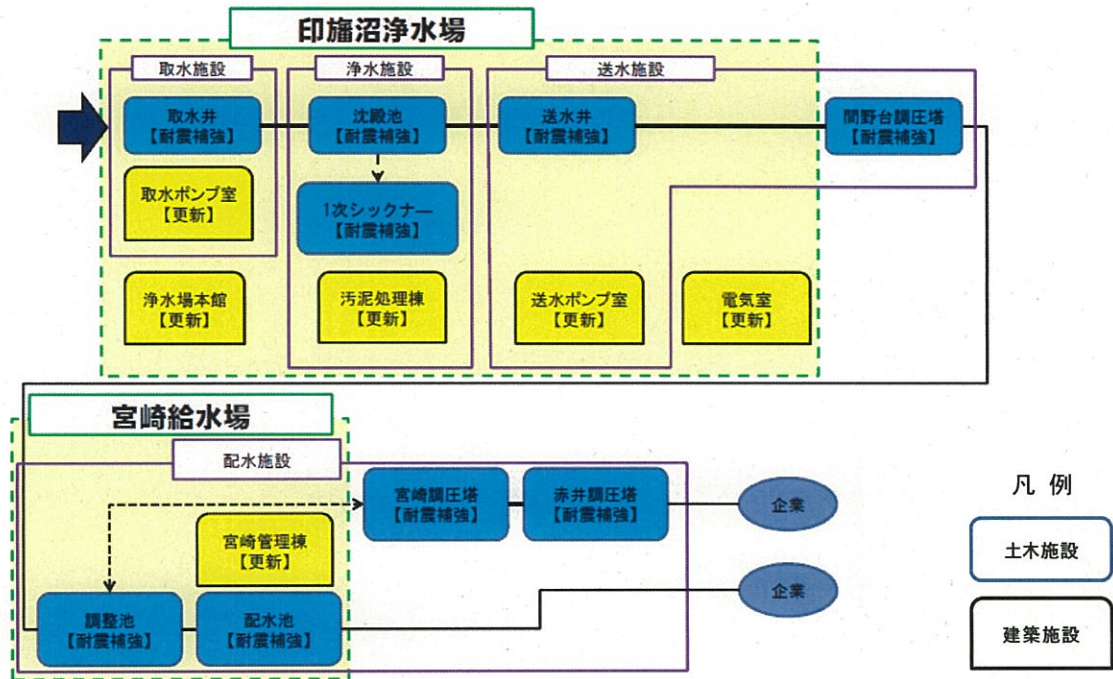 印旛沼浄水場
取水施設
浄水施設
送水施設
取水井
【耐震補強】
沈殿池
【耐震補強】
送水井
【耐震補強】
間野台調圧塔
【耐震補強】
取水ポンプ室
【更新】
1次シックナー
【耐震補強】
浄水場本館
【更新】
汚泥処理棟
【更新】
送水ポンプ室
【更新】
電気室
【更新】
宮崎給水場
配水施設
宮崎調圧塔
【耐震補強】
赤井調圧塔
【耐震補強】
企業
宮崎管理棟
【更新】
調整池
【耐震補強】
配水池
【耐震補強】
企業
凡 例
土木施設
建築施設